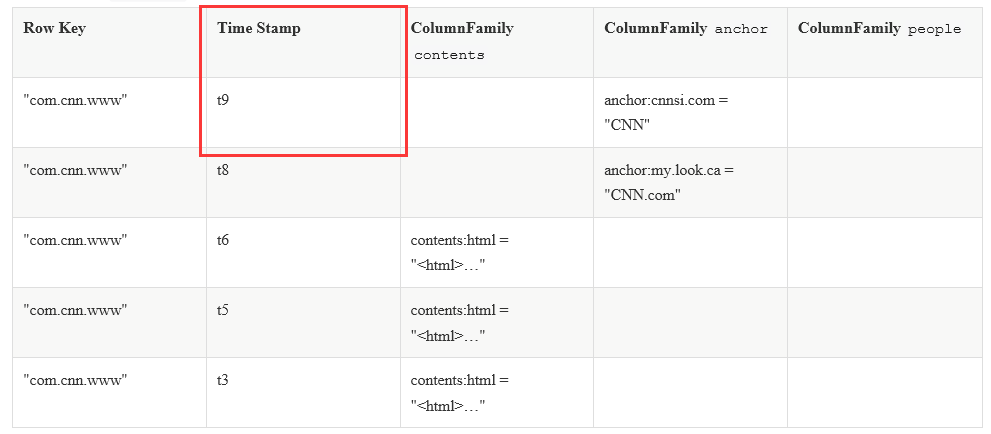 Row Key Time Stamp ColumnFamily ColumnFamily anchor ColumnFamily people
contents
"com.cnn.www" t9 anchor:cnnsi.com =
"CNN"
"com.cnn.www" t8 anchor:my.look.ca =
"CNN.com"
"com.cnn.www" t6 contents:html =
"<html>…"
"com.cnn.www" t5 contents:html =
"<html>…"
"com.cnn.www" t3 contents:html =
"<html>…"